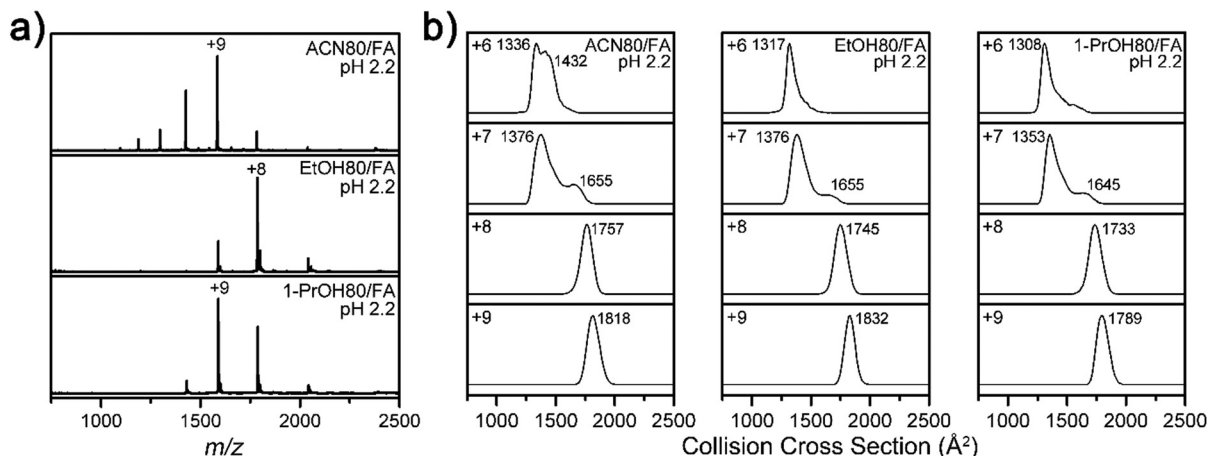 a)
+9
ACN80/FA
pH 2.2
+8
EtOH80/FA
pH 2.2
+9
1-PrOH80/FA
pH 2.2
1000 1500 2000 2500
m/z
b)
+6 1336 ACN80/FA
1432 pH 2.2
+7 1376
1655
+8 1757
+9 1818
1000 1500 2000 2500
+6 1317 EtOH80/FA
pH 2.2
+7 1376
1655
+8 1745
+9 1832
1000 1500 2000 2500
+6 1308 1-PrOH80/FA
pH 2.2
+7 1353
1645
+8 1733
+9 1789
1000 1500 2000 2500
Collision Cross Section (Å²)